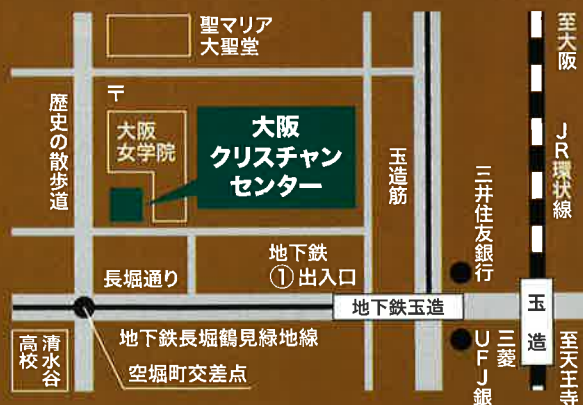 聖マリア
大聖堂
至大阪
〒
歴史の散歩道
大阪
女学院
大阪
クリスチャン
センター
玉造筋
JR環状線
三井住友銀行
地下鉄
①出入口
長堀通り
地下鉄玉造
玉造
地下鉄長堀鶴見緑地線
清水谷
高校
空堀町交差点
三菱
UFJ銀
至天王寺